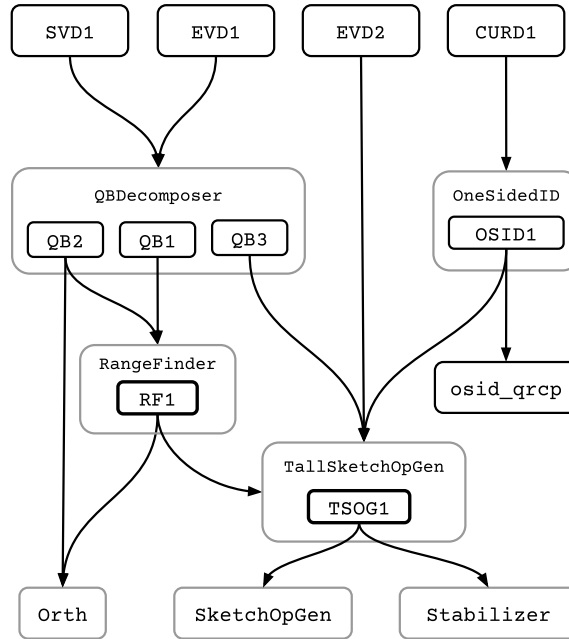 SVD1
EVD1
EVD2
CURD1
QBDecomposer
OneSidedID
QB2
QB1
QB3
OSID1
RangeFinder
RF1
osid_qrcp
TallSketchOpGen
TSOG1
Orth
SketchOpGen
Stabilizer